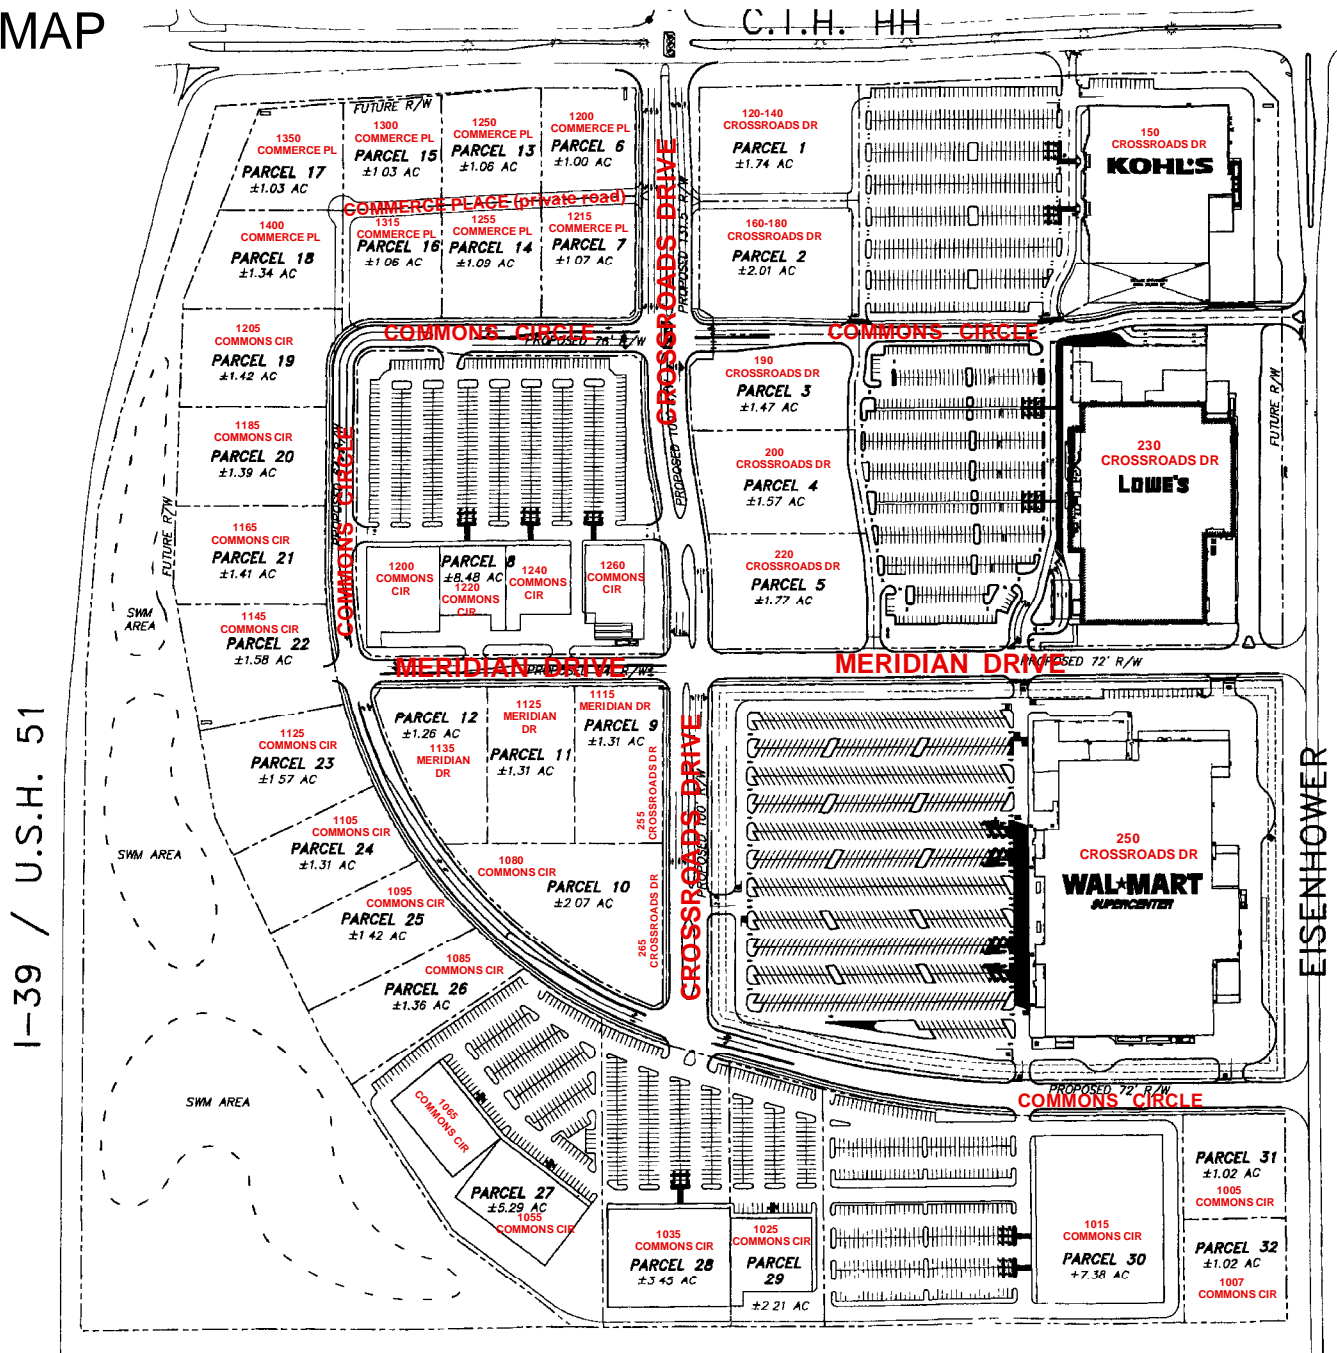 MAP
C.T.H. HH
FUTURE R/W
1350
COMMERCE PL
PARCEL 17
±1.03 AC
1300
COMMERCE PL
PARCEL 15
±1.03 AC
1250
COMMERCE PL
PARCEL 13
±1.06 AC
1200
COMMERCE PL
PARCEL 6
±1.00 AC
120-140
CROSSROADS DR
PARCEL 1
±1.74 AC
150
CROSSROADS DR
KOHL'S
COMMERCE PLACE (private road)
CROSSROADS DRIVE
PROPOSED 131.5' R/W
1400
COMMERCE PL
PARCEL 18
±1.34 AC
1315
COMMERCE PL
PARCEL 16
±1.06 AC
1255
COMMERCE PL
PARCEL 14
±1.09 AC
1215
COMMERCE PL
PARCEL 7
±1.07 AC
160-180
CROSSROADS DR
PARCEL 2
±2.01 AC
COMMONS CIRCLE
PROPOSED 76' R/W
COMMONS CIRCLE
1205
COMMONS CIR
PARCEL 19
±1.42 AC
190
CROSSROADS DR
PARCEL 3
±1.47 AC
FUTURE R/W
1185
COMMONS CIR
PARCEL 20
±1.39 AC
COMMONS CIRCLE
200
CROSSROADS DR
PARCEL 4
±1.57 AC
230
CROSSROADS DR
LOWE'S
FUTURE R/W
1165
COMMONS CIR
PARCEL 21
±1.41 AC
1200
COMMONS
CIR
PARCEL 8
±8.48 AC
1220
COMMONS
CIR
1240
COMMONS
CIR
1260
COMMONS
CIR
220
CROSSROADS DR
PARCEL 5
±1.77 AC
SWM
AREA
1145
COMMONS CIR
PARCEL 22
±1.58 AC
MERIDIAN DRIVE
MERIDIAN DRIVE
PROPOSED 72' R/W
I-39 / U.S.H. 51
1125
COMMONS CIR
PARCEL 23
±1.57 AC
PARCEL 12
±1.26 AC
1135
MERIDIAN
DR
1125
MERIDIAN
DR
PARCEL 11
±1.31 AC
1115
MERIDIAN DR
PARCEL 9
±1.31 AC
255
CROSSROADS DR
CROSSROADS DRIVE
PROPOSED 100' R/W
EISENHOWER
SWM AREA
1105
COMMONS CIR
PARCEL 24
±1.31 AC
1080
COMMONS CIR
PARCEL 10
±2.07 AC
265
CROSSROADS DR
250
CROSSROADS DR
WAL★MART
SUPERCENTER
1095
COMMONS CIR
PARCEL 25
±1.42 AC
1085
COMMONS CIR
PARCEL 26
±1.36 AC
SWM AREA
PROPOSED 72' R/W
COMMONS CIRCLE
1065
COMMONS CIR
PARCEL 27
±5.29 AC
1055
COMMONS CIR
1035
COMMONS CIR
PARCEL 28
±3.45 AC
1025
COMMONS CIR
PARCEL
29
±2.21 AC
1015
COMMONS CIR
PARCEL 30
+7.38 AC
PARCEL 31
±1.02 AC
1005
COMMONS CIR
PARCEL 32
±1.02 AC
1007
COMMONS CIR